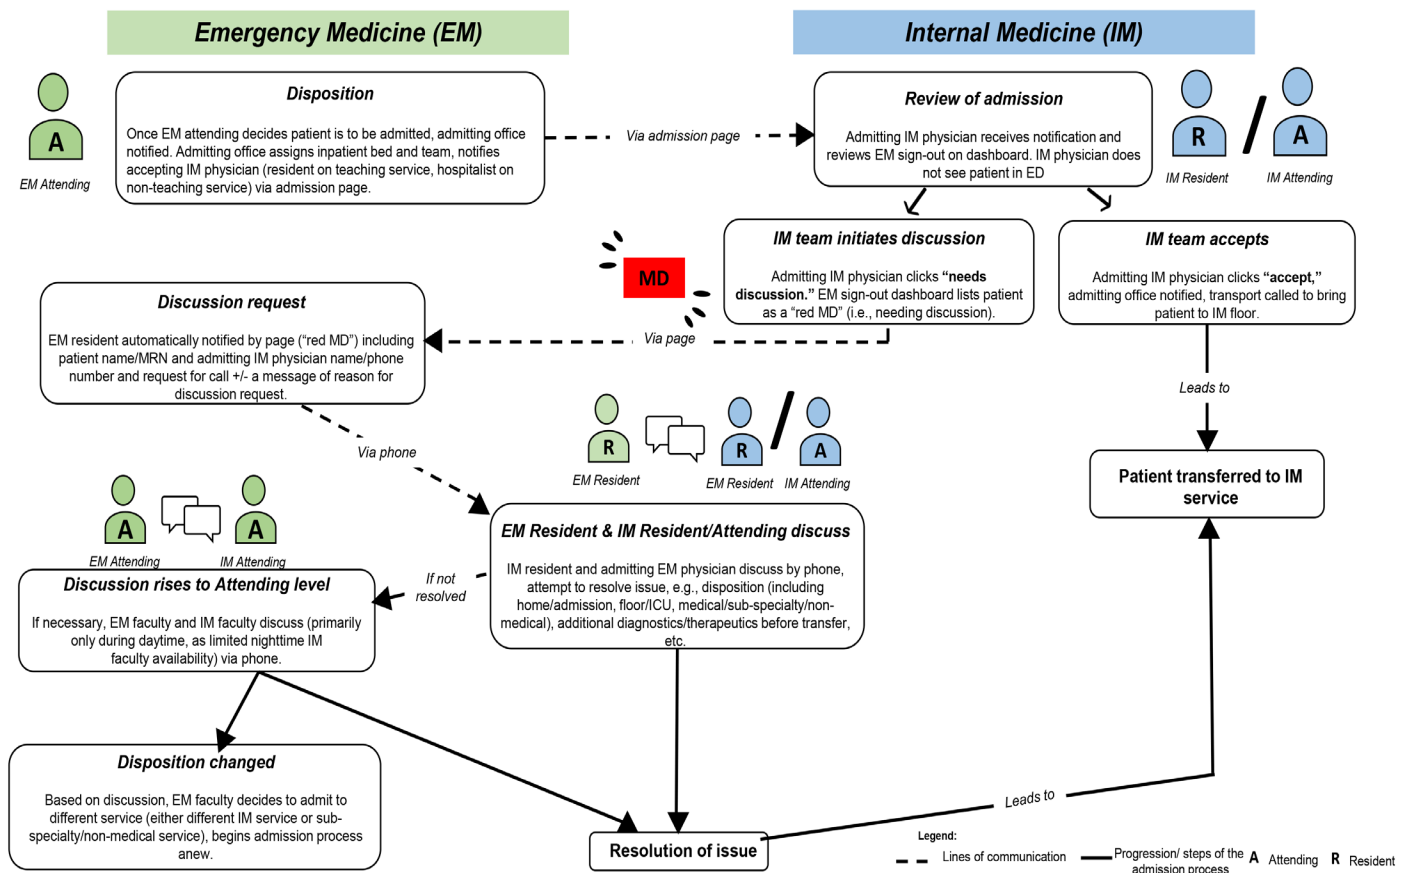 Emergency Medicine (EM)
Internal Medicine (IM)
A
EM Attending
Disposition
Once EM attending decides patient is to be admitted, admitting office
notified. Admitting office assigns inpatient bed and team, notifies
accepting IM physician (resident on teaching service, hospitalist on
non-teaching service) via admission page.
Via admission page
Review of admission
Admitting IM physician receives notification and
reviews EM sign-out on dashboard. IM physician does
not see patient in ED
R
A
IM Resident
IM Attending
MD
IM team initiates discussion
Admitting IM physician clicks “needs
discussion.” EM sign-out dashboard lists patient
as a “red MD” (i.e., needing discussion).
IM team accepts
Admitting IM physician clicks “accept,”
admitting office notified, transport called to bring
patient to IM floor.
Discussion request
EM resident automatically notified by page (“red MD”) including
patient name/MRN and admitting IM physician name/phone
number and request for call +/- a message of reason for
discussion request.
Via page
Leads to
Via phone
R
R
A
EM Resident
EM Resident
IM Attending
Patient transferred to IM
service
A
A
EM Attending
IM Attending
EM Resident & IM Resident/Attending discuss
IM resident and admitting EM physician discuss by phone,
attempt to resolve issue, e.g., disposition (including
home/admission, floor/ICU, medical/sub-specialty/non-
medical), additional diagnostics/therapeutics before transfer,
etc.
If not
resolved
Discussion rises to Attending level
If necessary, EM faculty and IM faculty discuss (primarily
only during daytime, as limited nighttime IM
faculty availability) via phone.
Disposition changed
Based on discussion, EM faculty decides to admit to
different service (either different IM service or sub-
specialty/non-medical service), begins admission process
anew.
Resolution of issue
Leads to
Legend:
Lines of communication
Progression/ steps of the
admission process
A Attending
R Resident